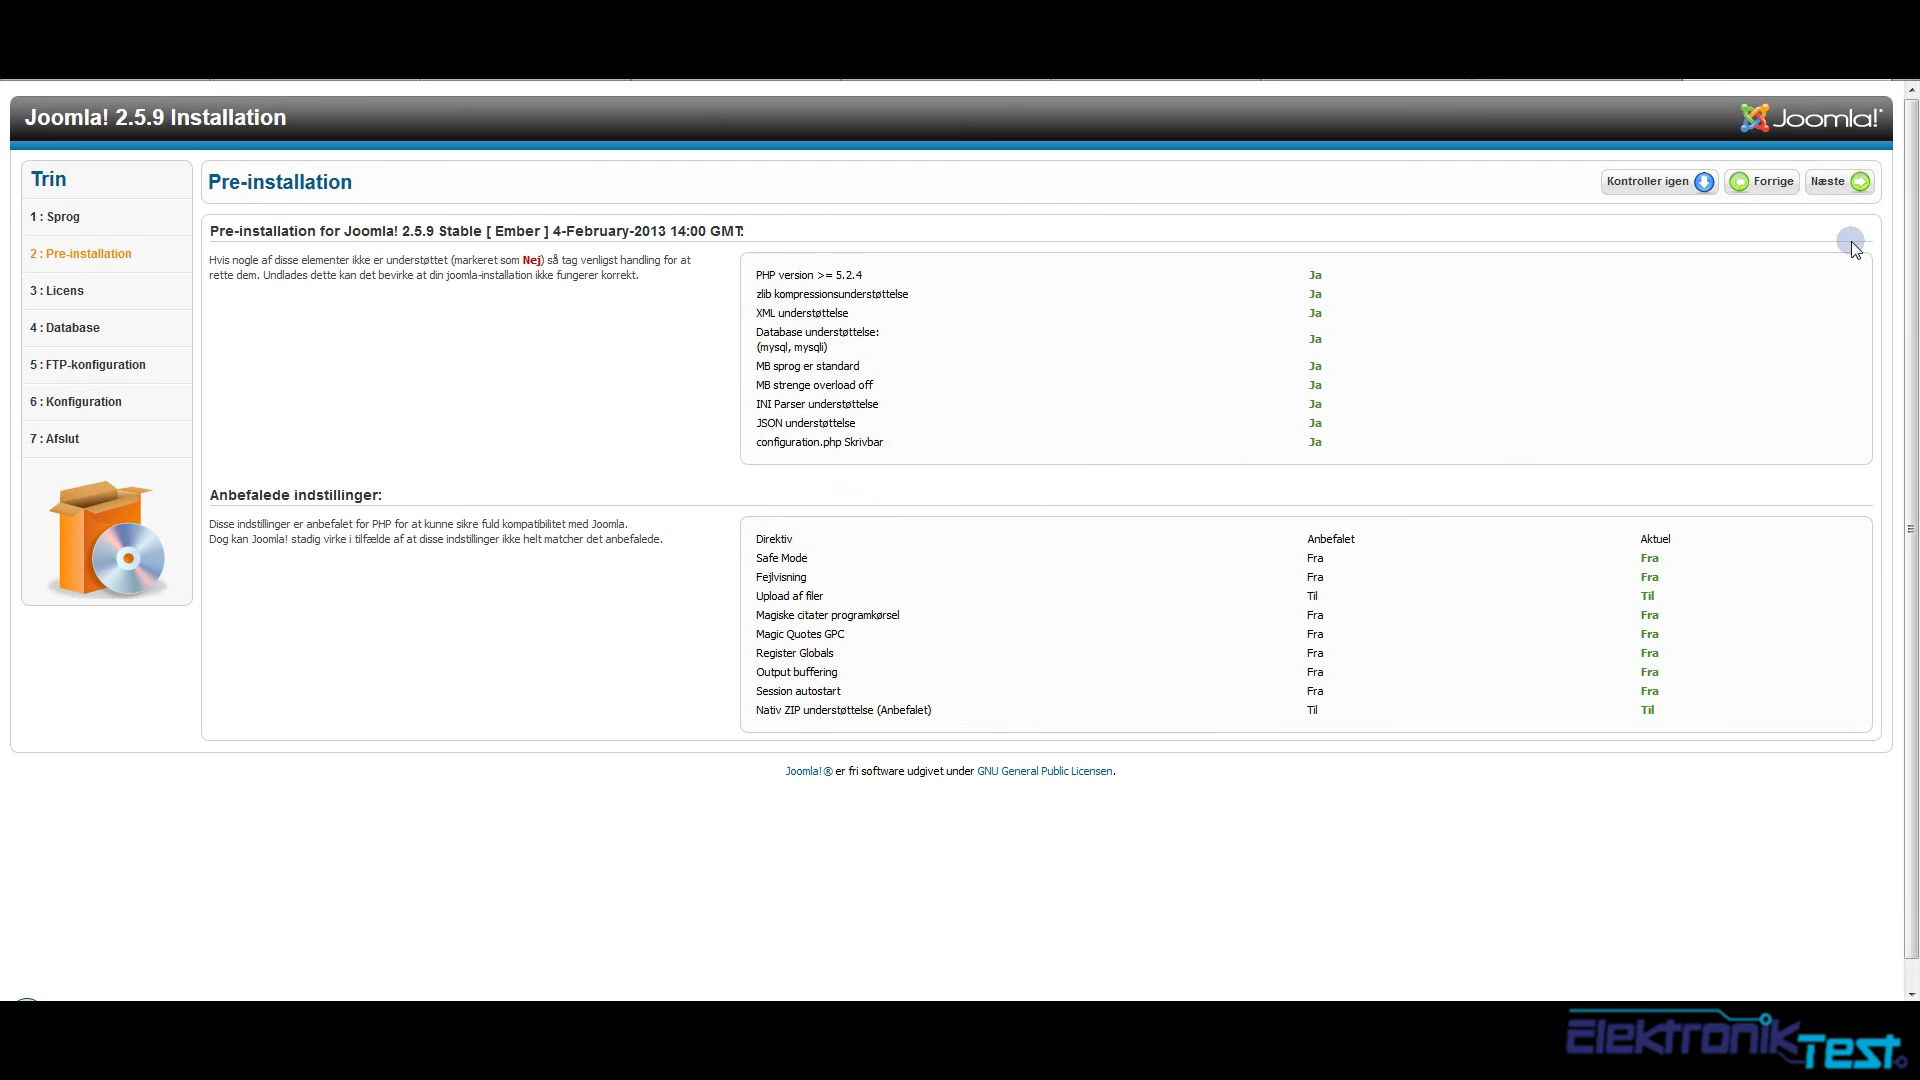 Joomla! 2.5.9 Installation
Joomla!
Trin
1 : Sprog
2 : Pre-installation
3 : Licens
4 : Database
5 : FTP-konfiguration
6 : Konfiguration
7 : Afslut
Pre-installation
Kontroller igen
Forrige
Næste
Pre-installation for Joomla! 2.5.9 Stable [ Ember ] 4-February-2013 14:00 GMT:
Hvis nogle af disse elementer ikke er understøttet (markeret som Nej) så tag venligst handling for at
rette dem. Undlades dette kan det bevirke at din joomla-installation ikke fungerer korrekt.
PHP version >= 5.2.4 Ja
zlib kompressionsunderstøttelse Ja
XML understøttelse Ja
Database understøttelse:
(mysql, mysqli) Ja
MB sprog er standard Ja
MB strenge overload off Ja
INI Parser understøttelse Ja
JSON understøttelse Ja
configuration.php Skrivbar Ja
Anbefalede indstillinger:
Disse indstillinger er anbefalet for PHP for at kunne sikre fuld kompatibilitet med Joomla.
Dog kan Joomla! stadig virke i tilfælde af at disse indstillinger ikke helt matcher det anbefalede.
Direktiv Anbefalet Aktuel
Safe Mode Fra Fra
Fejlvisning Fra Fra
Upload af filer Til Til
Magiske citater programkørsel Fra Fra
Magic Quotes GPC Fra Fra
Register Globals Fra Fra
Output buffering Fra Fra
Session autostart Fra Fra
Nativ ZIP understøttelse (Anbefalet) Til Til
Joomla!® er fri software udgivet under GNU General Public Licensen.
ElektronikTest